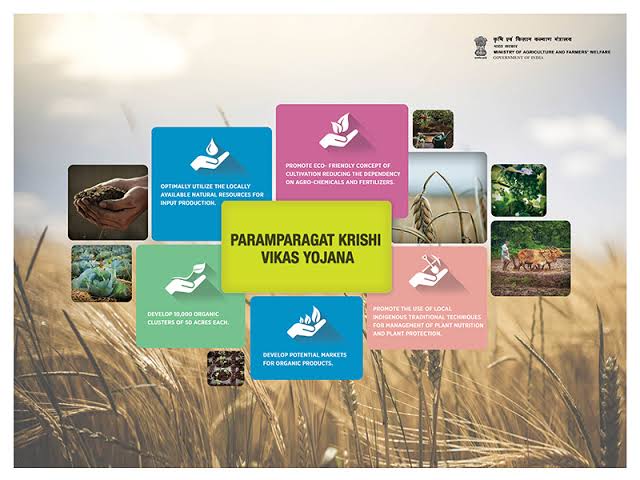 कृषि एवं किसान कल्याण मंत्रालय
भारत सरकार
MINISTRY OF AGRICULTURE AND FARMERS' WELFARE
GOVERNMENT OF INDIA
PROMOTE ECO- FRIENDLY CONCEPT OF
CULTIVATION REDUCING THE DEPENDENCY
ON AGRO-CHEMICALS AND FERTILIZERS.
OPTIMALLY UTILIZE THE LOCALLY
AVAILABLE NATURAL RESOURCES FOR
INPUT PRODUCTION.
PARAMPARAGAT KRISHI
VIKAS YOJANA
DEVELOP 10,000 ORGANIC
CLUSTERS OF 50 ACRES EACH.
PROMOTE THE USE OF LOCAL
INDIGENOUS TRADITIONAL TECHNIQUES
FOR MANAGEMENT OF PLANT NUTRITION
AND PLANT PROTECTION.
DEVELOP POTENTIAL MARKETS
FOR ORGANIC PRODUCTS.